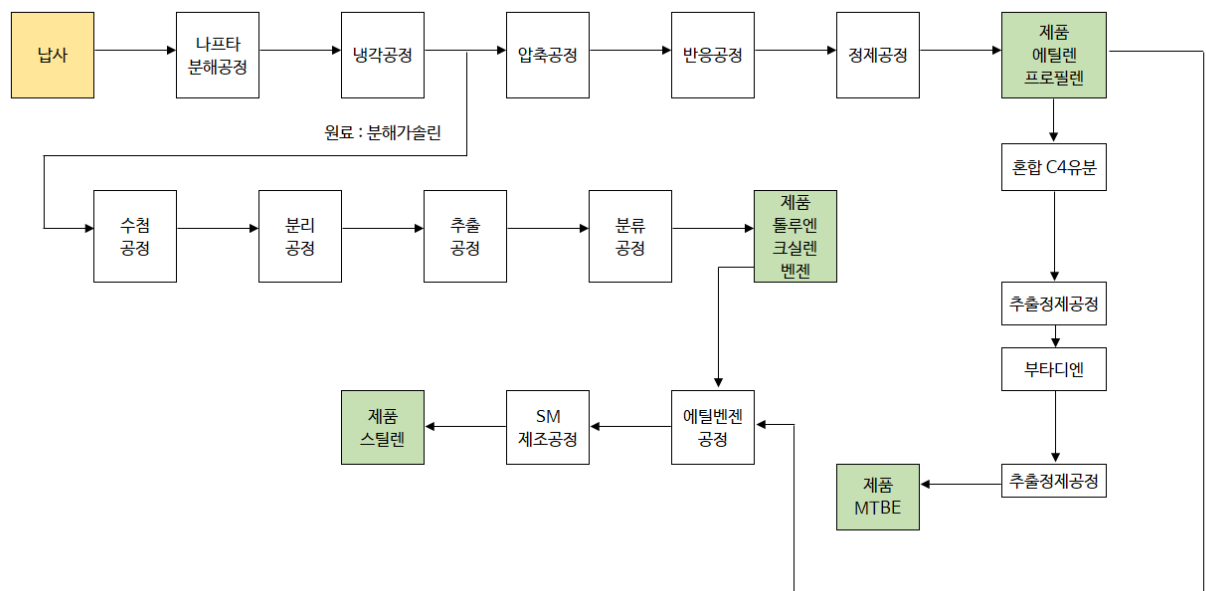 납사
나프타
분해공정
냉각공정
압축공정
반응공정
정제공정
제품
에틸렌
프로필렌
원료 : 분해가솔린
혼합 C4유분
수첨
공정
분리
공정
추출
공정
분류
공정
제품
톨루엔
크실렌
벤젠
추출정제공정
부타디엔
제품
스틸렌
SM
제조공정
에틸벤젠
공정
추출정제공정
제품
MTBE